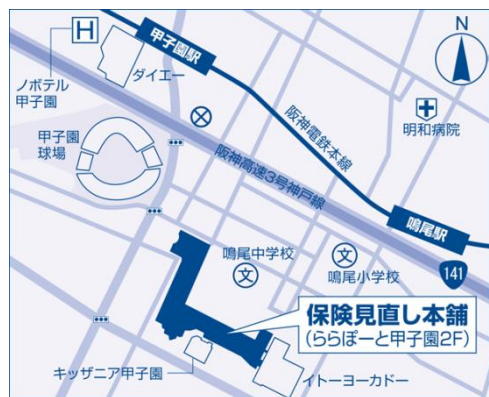 N
H
甲子園駅
ノボテル
甲子園
ダイエー
明和病院
阪神電鉄本線
甲子園
球場
阪神高速3号神戸線
鳴尾駅
141
鳴尾中学校
文
鳴尾小学校
文
保険見直し本舗
(ららぽーと甲子園2F)
キッザニア甲子園
イトーヨーカドー